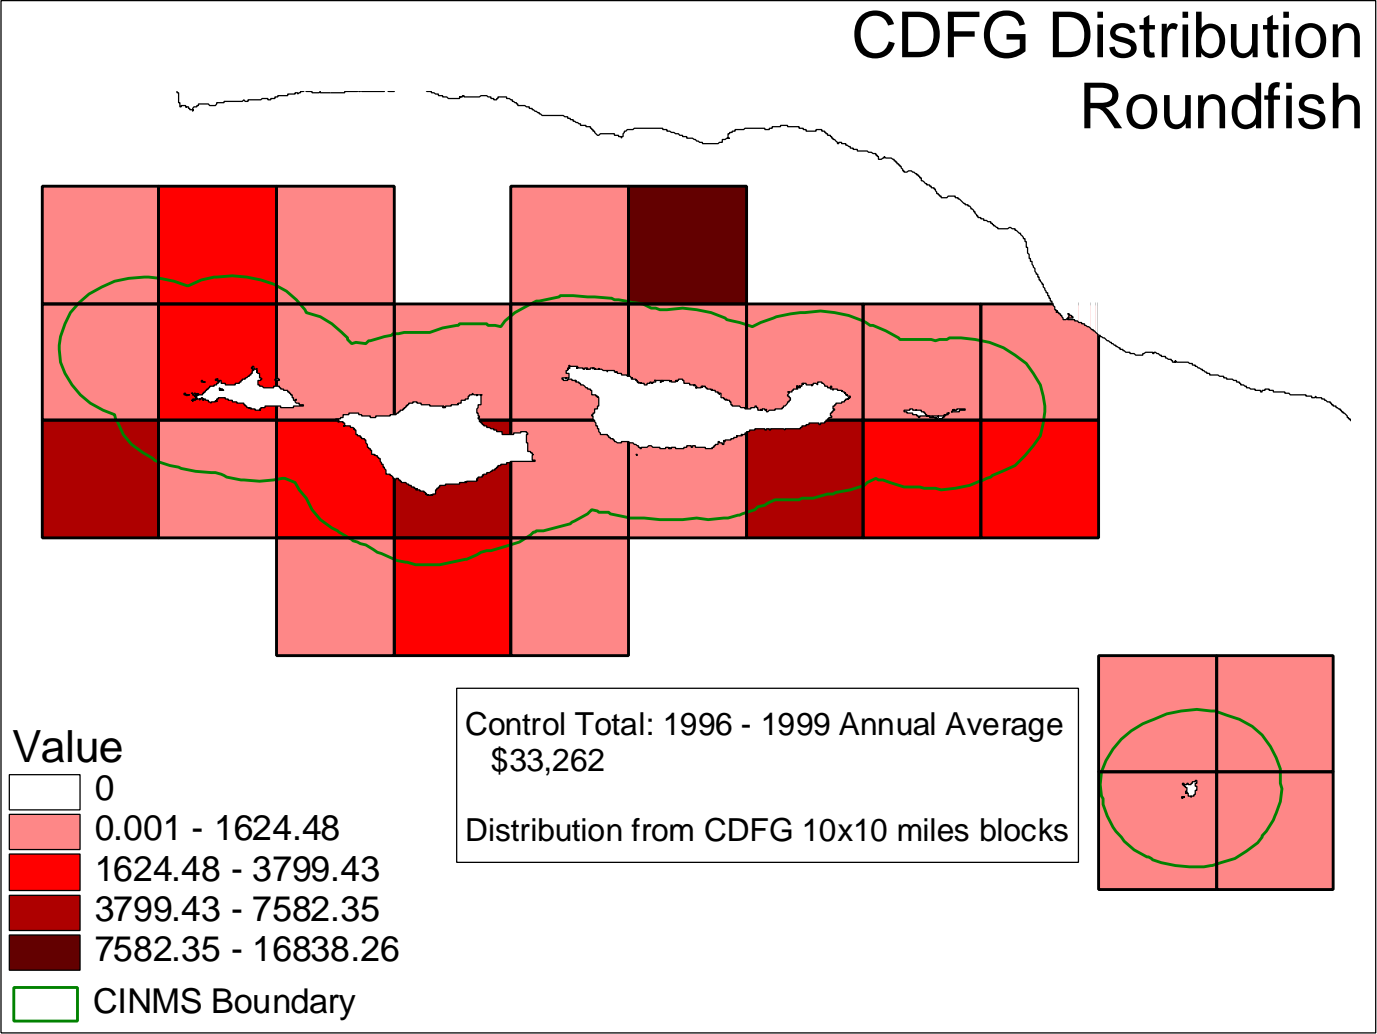 CDFG Distribution
Roundfish
Control Total: 1996 - 1999 Annual Average
$33,262
Distribution from CDFG 10x10 miles blocks
Value
0
0.001 - 1624.48
1624.48 - 3799.43
3799.43 - 7582.35
7582.35 - 16838.26
CINMS Boundary